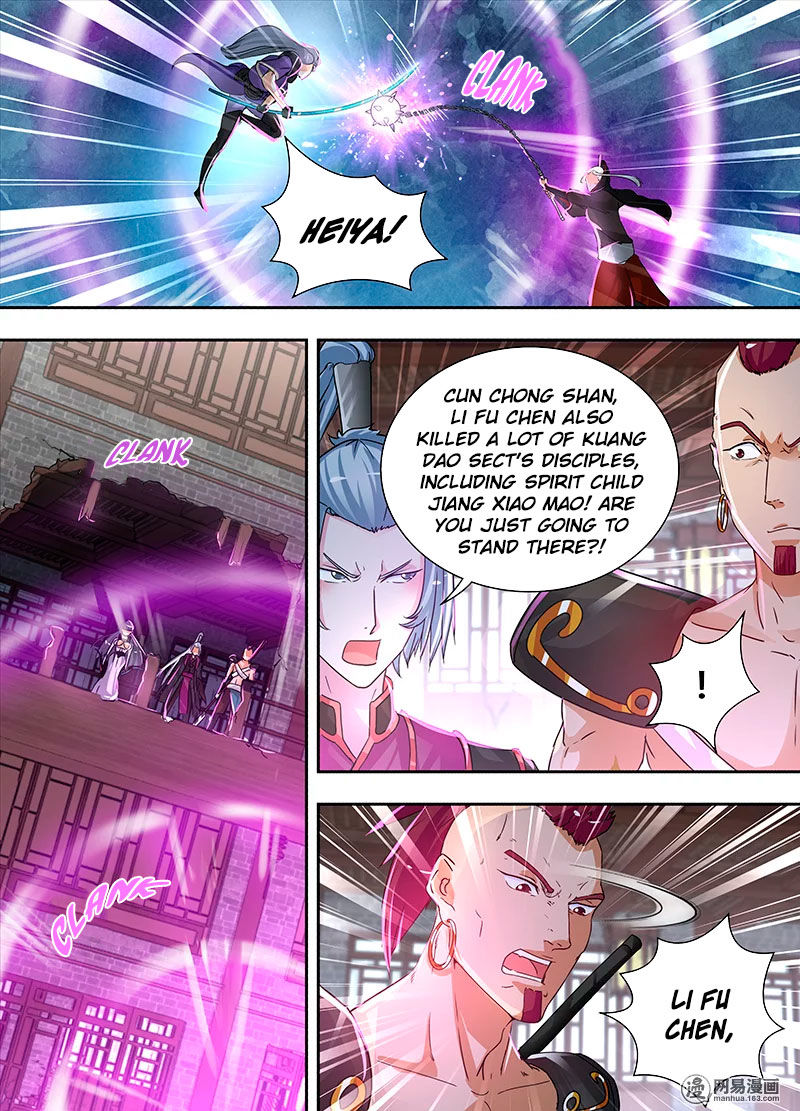 CLANK
HEIYA!
CLANK
CUN CHONG SHAN,
LI FU CHEN ALSO
KILLED A LOT OF KUANG
DAO SECT'S DISCIPLES,
INCLUDING SPIRIT CHILD
JIANG XIAO MAO! ARE
YOU JUST GOING TO
STAND THERE?!
!
CLANK
LI FU
CHEN,
漫 网易漫画
manhua.163.com